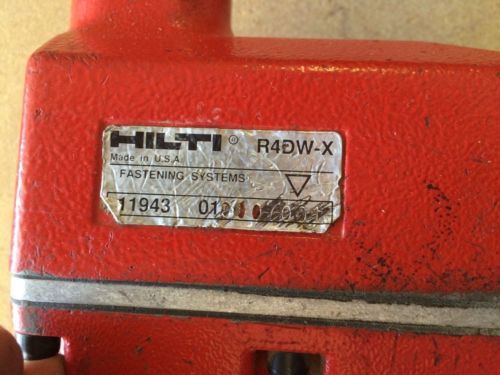 HILTI ® R4DW-X
Made in U.S.A.
FASTENING SYSTEMS
11943